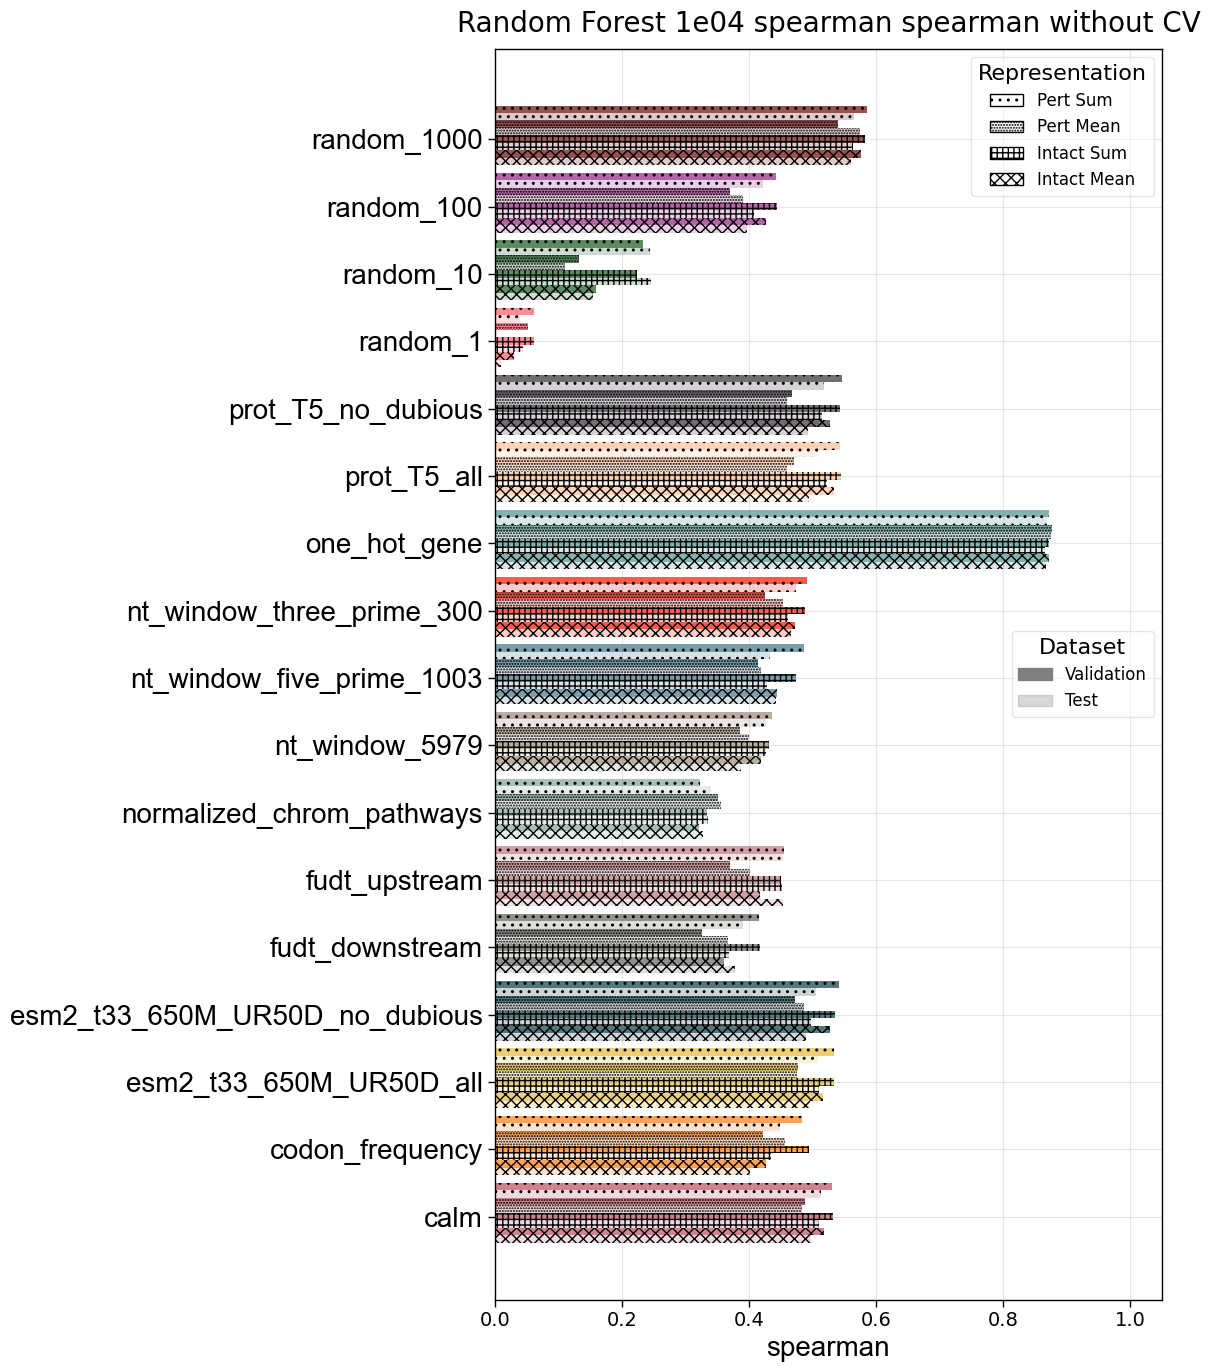 Random Forest 1e04 spearman spearman without CV
Representation
Pert Sum
Pert Mean
Intact Sum
Intact Mean
random_1000
random_100
random_10
random_1
prot_T5_no_dubious
prot_T5_all
one_hot_gene
nt_window_three_prime_300
nt_window_five_prime_1003
nt_window_5979
normalized_chrom_pathways
fudt_upstream
fudt_downstream
esm2_t33_650M_UR50D_no_dubious
esm2_t33_650M_UR50D_all
codon_frequency
calm
Dataset
Validation
Test
0.0 0.2 0.4 0.6 0.8 1.0
spearman